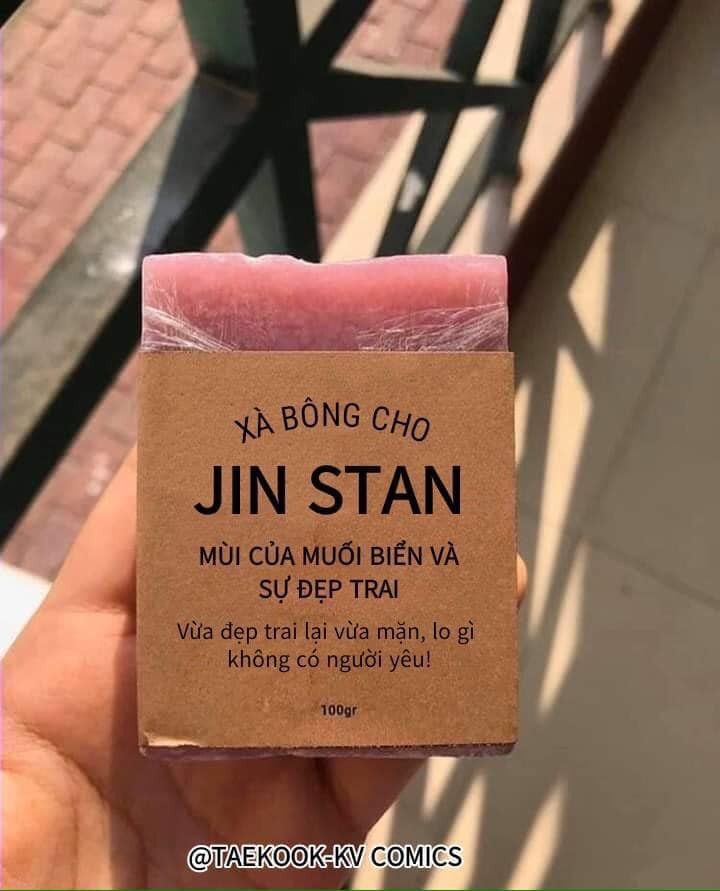 XÀ BÔNG CHO
JIN STAN
MÙI CỦA MUỐI BIỂN VÀ
SỰ ĐẸP TRAI
Vừa đẹp trai lại vừa mặn, lo gì
không có người yêu!
100gr
@TAEKOOK-KV COMICS